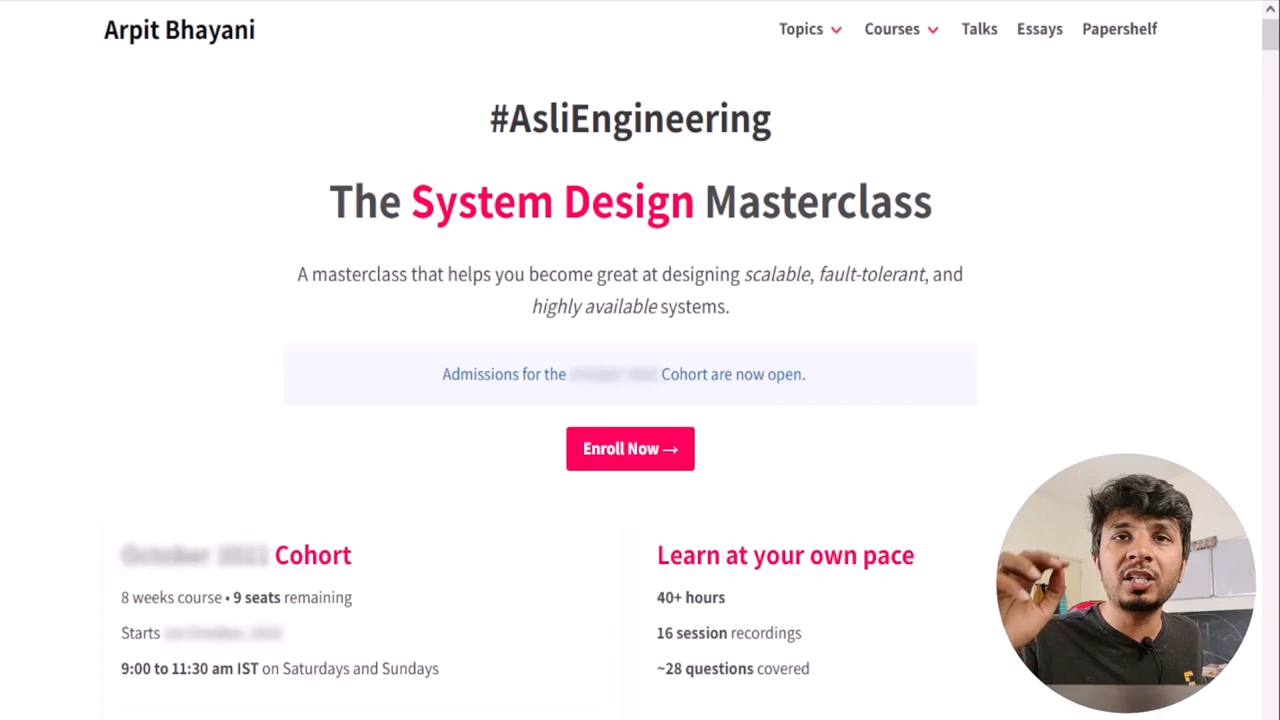 Arpit Bhayani
Topics Courses Talks Essays Papershelf
#AsliEngineering
The System Design Masterclass
A masterclass that helps you become great at designing scalable, fault-tolerant, and
highly available systems.
Admissions for the Cohort are now open.
Enroll Now →
Cohort
8 weeks course • 9 seats remaining
Starts
9:00 to 11:30 am IST on Saturdays and Sundays
Learn at your own pace
40+ hours
16 session recordings
~28 questions covered